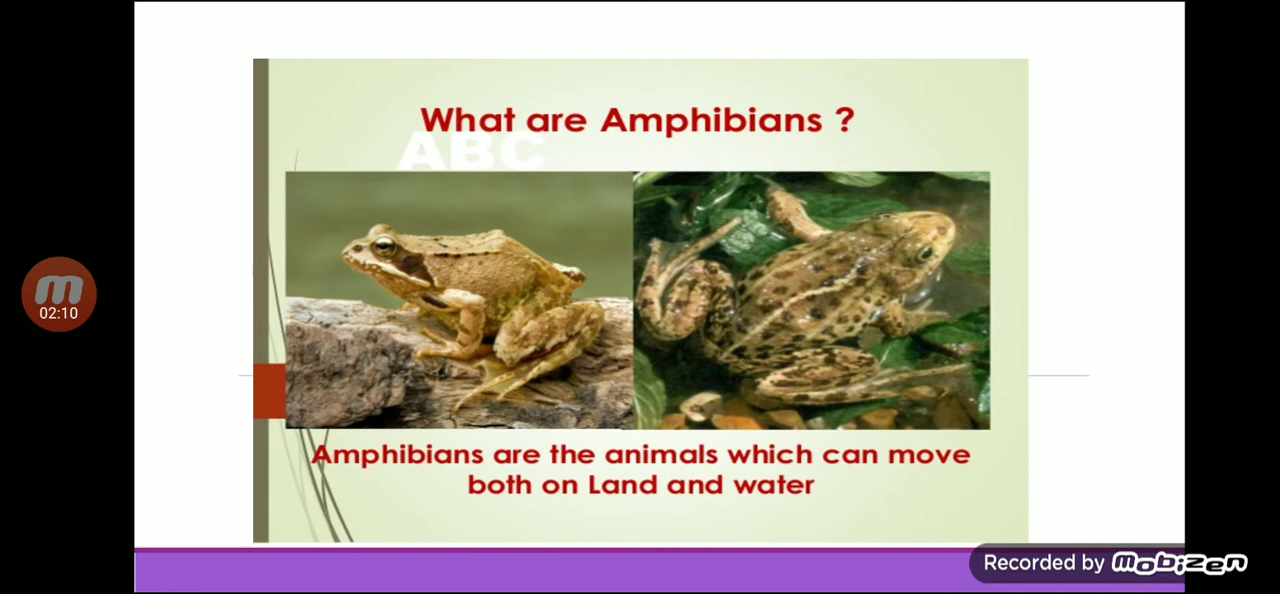 What are Amphibians ?
ABC
Amphibians are the animals which can move
both on Land and water
02:10
Recorded by Mobizen